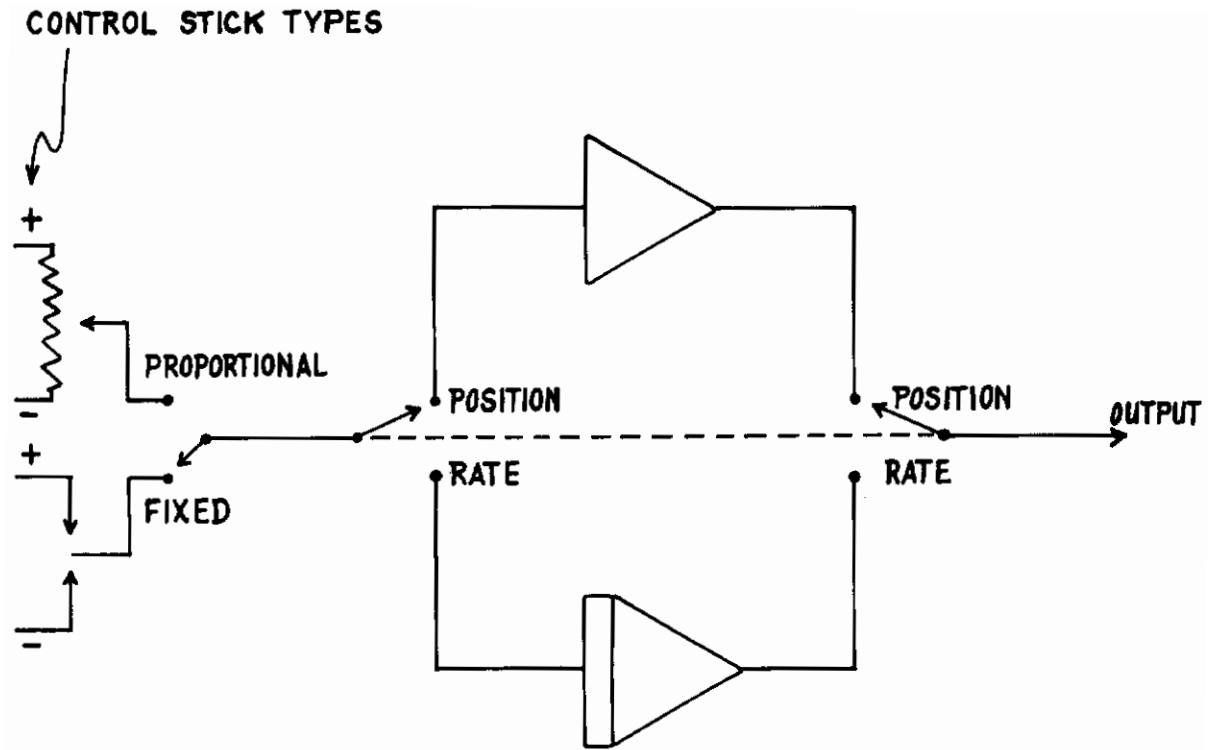 CONTROL STICK TYPES
+
PROPORTIONAL
-
+
FIXED
-
POSITION
RATE
POSITION
RATE
OUTPUT